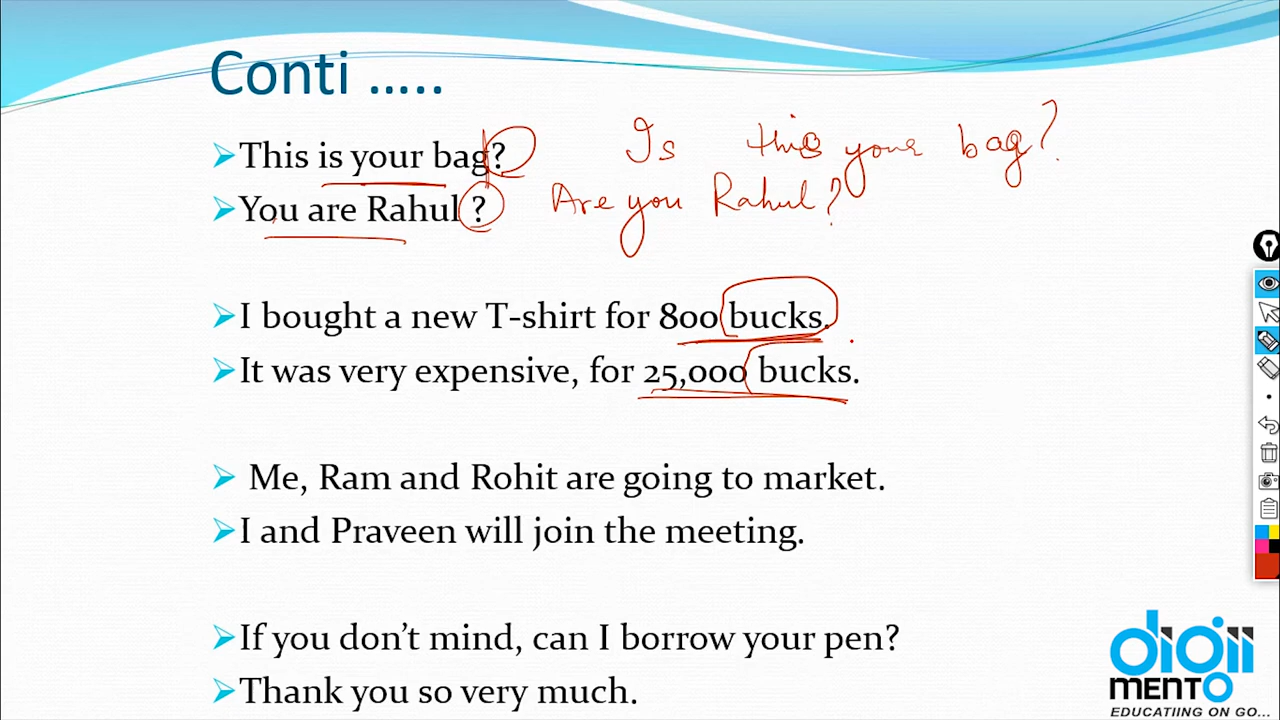 Conti .....
This is your bag? Is this your bag?
You are Rahul ? Are you Rahul?
I bought a new T-shirt for 800 bucks.
It was very expensive, for 25,000 bucks.
Me, Ram and Rohit are going to market.
I and Praveen will join the meeting.
If you don't mind, can I borrow your pen?
Thank you so very much.
digiii
MENTO
EDUCATIING ON GO...